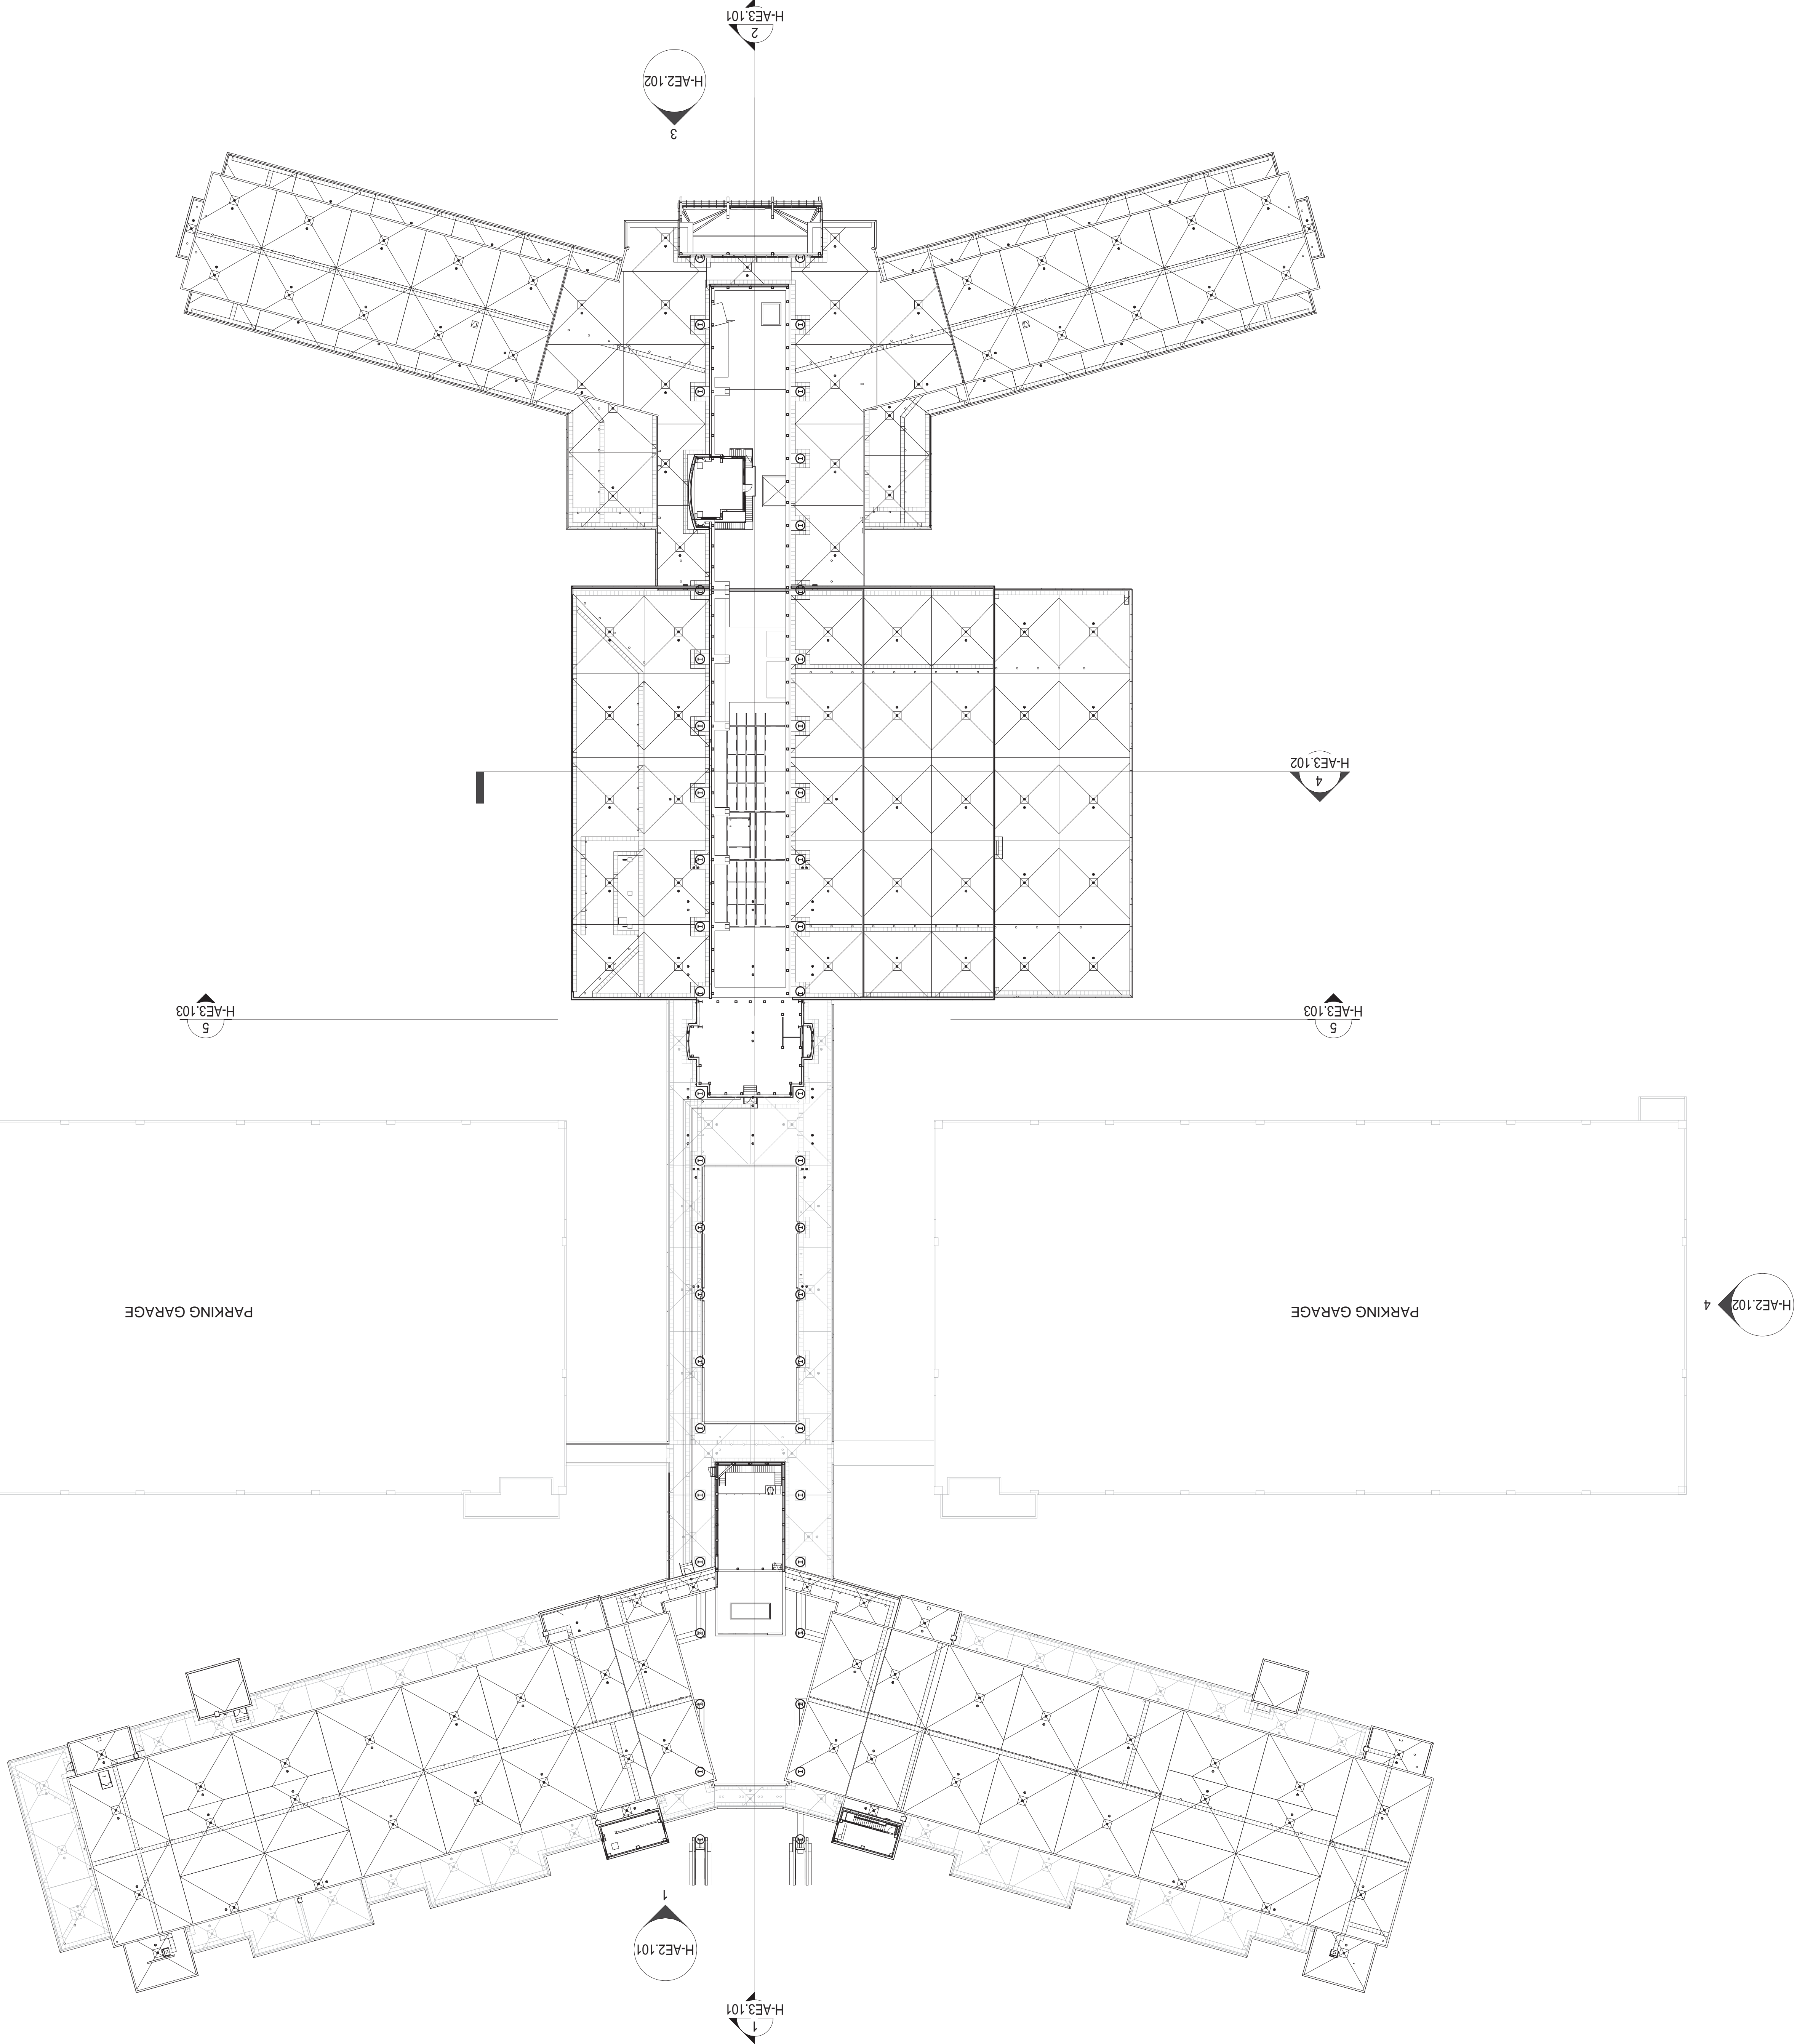 1
H-AE3.101
H-AE2.101
1
H-AE2.102
4
PARKING GARAGE
PARKING GARAGE
5
H-AE3.103
5
H-AE3.103
4
H-AE3.102
3
H-AE2.102
2
H-AE3.101